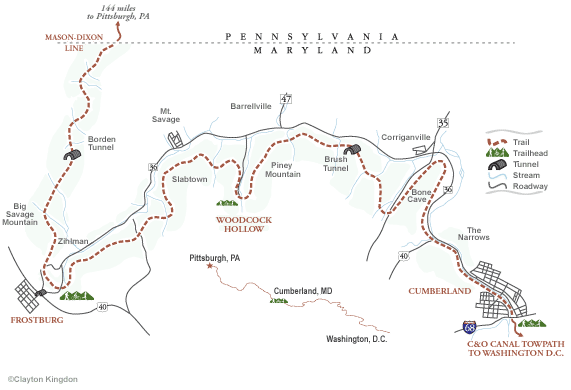 144 miles
to Pittsburgh, PA
MASON-DIXON
LINE
PENNSYLVANIA
MARYLAND
Mt.
Savage
Barrellville
47
35
Corriganville
Borden
Tunnel
36
Slabtown
Piney
Mountain
Brush
Tunnel
Bone
Cave
36
Trail
Trailhead
Tunnel
Stream
Roadway
Big
Savage
Mountain
WOODCOCK
HOLLOW
Zihlman
The
Narrows
40
Pittsburgh, PA
Cumberland, MD
Washington, D.C.
CUMBERLAND
FROSTBURG
40
68
C&O CANAL TOWPATH
TO WASHINGTON D.C.
©Clayton Kingdon